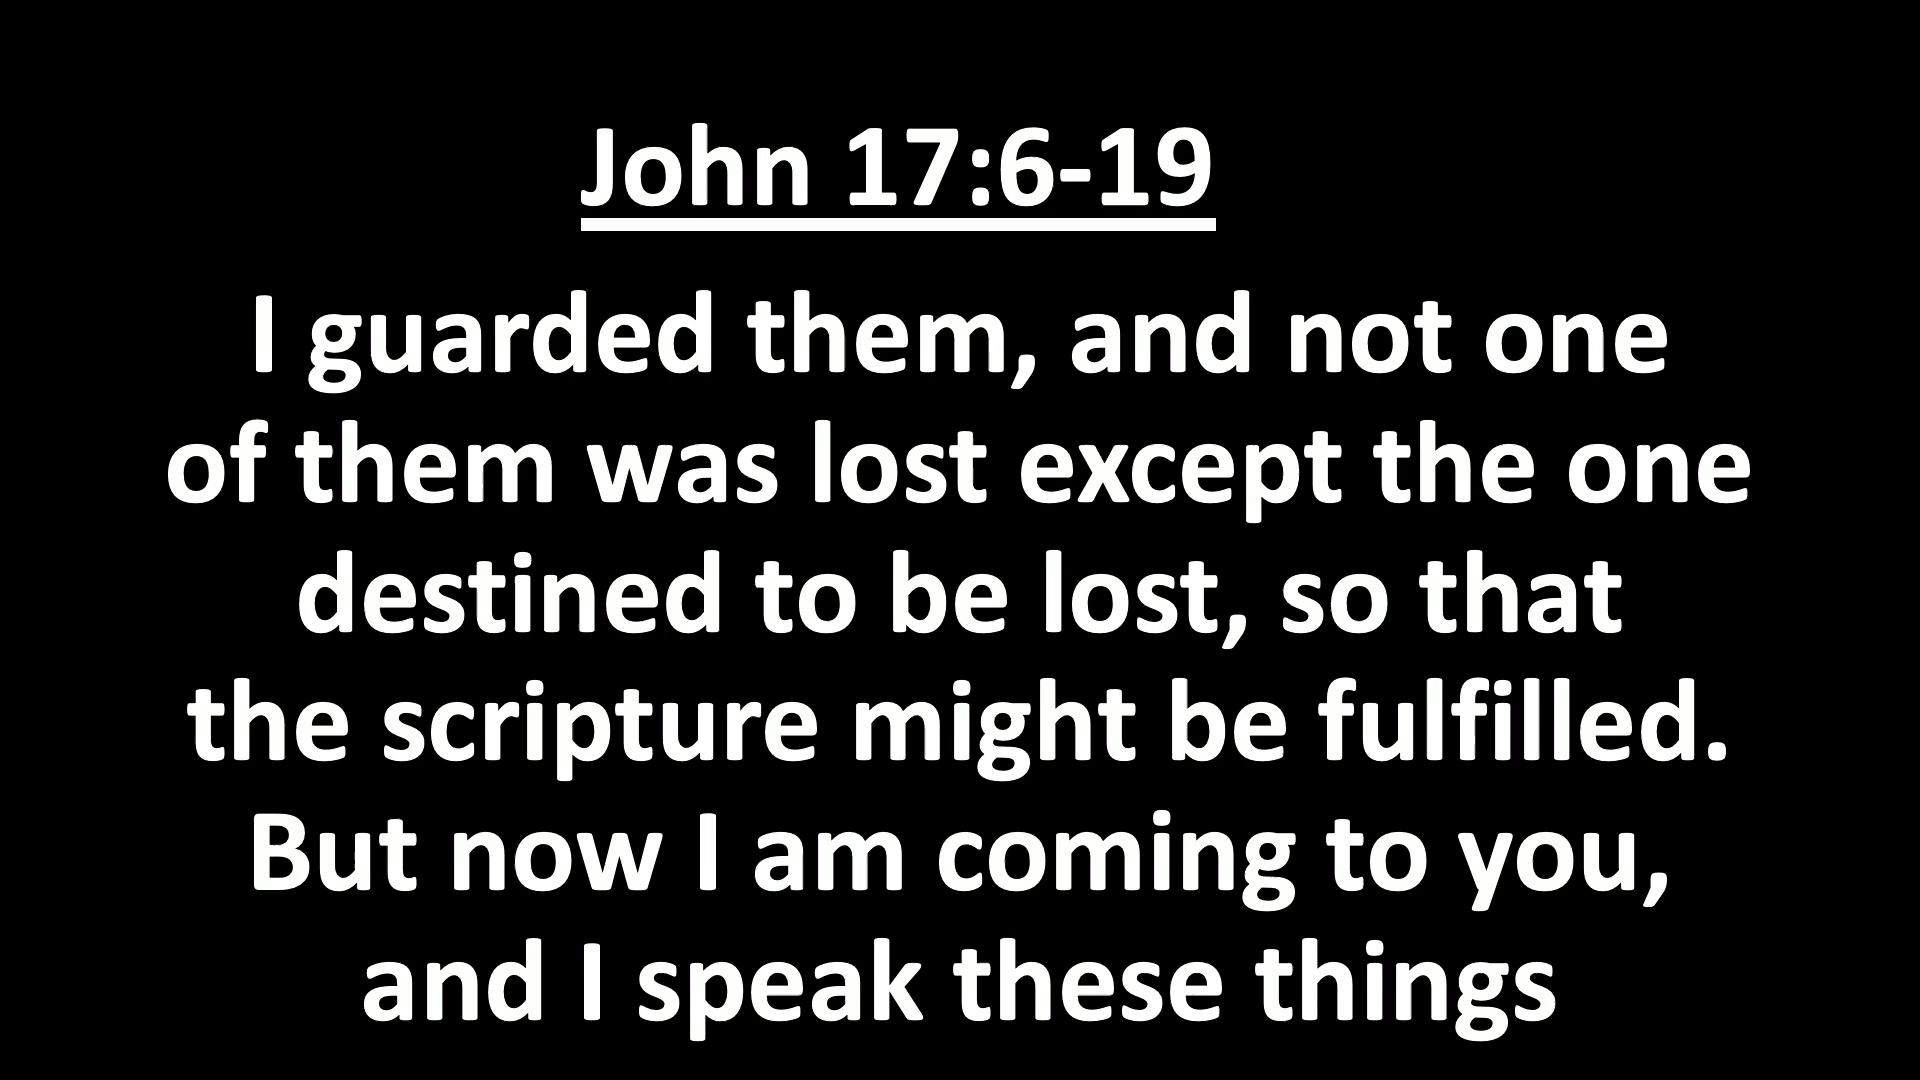 John 17:6-19
I guarded them, and not one
of them was lost except the one
destined to be lost, so that
the scripture might be fulfilled.
But now I am coming to you,
and I speak these things